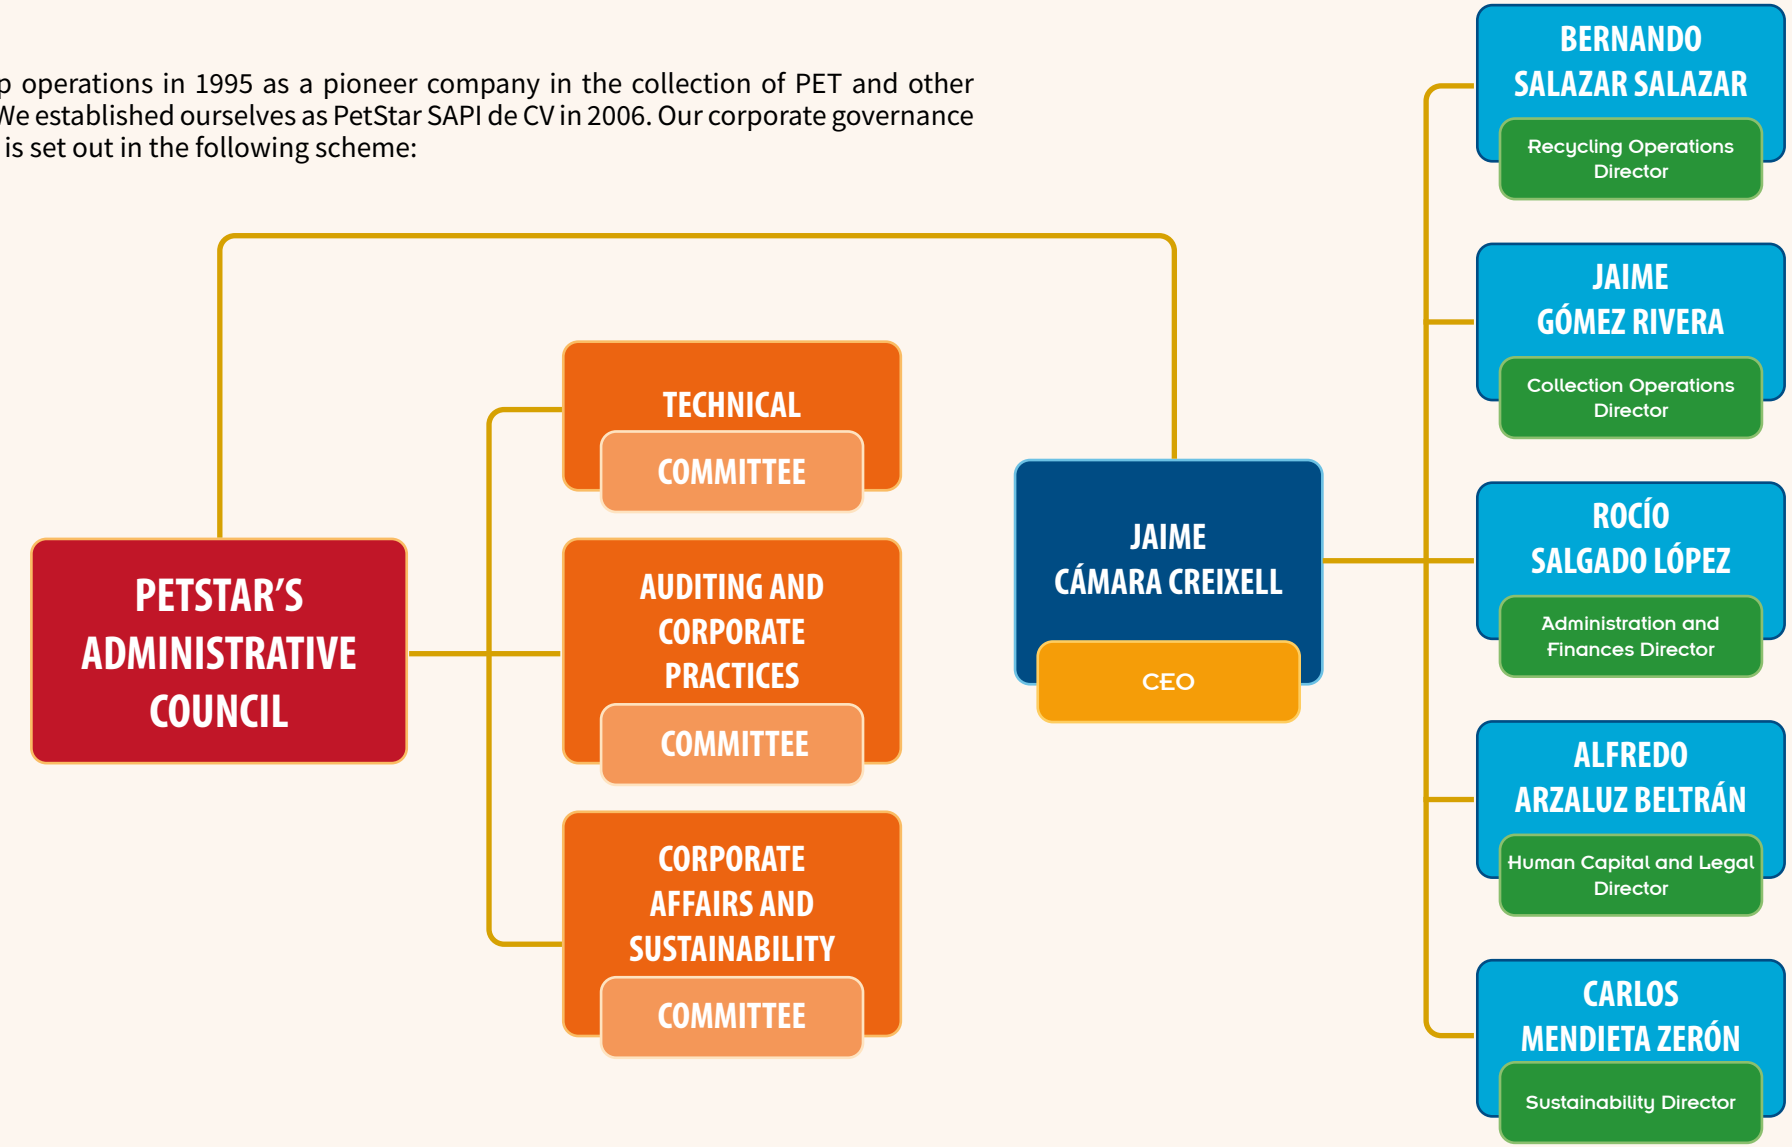 operations in 1995 as a pioneer company in the collection of PET and other
We established ourselves as PetStar SAPI de CV in 2006. Our corporate governance
is set out in the following scheme:
PETSTAR'S
ADMINISTRATIVE
COUNCIL
TECHNICAL
COMMITTEE
AUDITING AND
CORPORATE
PRACTICES
COMMITTEE
CORPORATE
AFFAIRS AND
SUSTAINABILITY
COMMITTEE
JAIME
CÁMARA CREIXELL
CEO
BERNANDO
SALAZAR SALAZAR
Recycling Operations
Director
JAIME
GÓMEZ RIVERA
Collection Operations
Director
ROCÍO
SALGADO LÓPEZ
Administration and
Finances Director
ALFREDO
ARZALUZ BELTRÁN
Human Capital and Legal
Director
CARLOS
MENDIETA ZERÓN
Sustainability Director